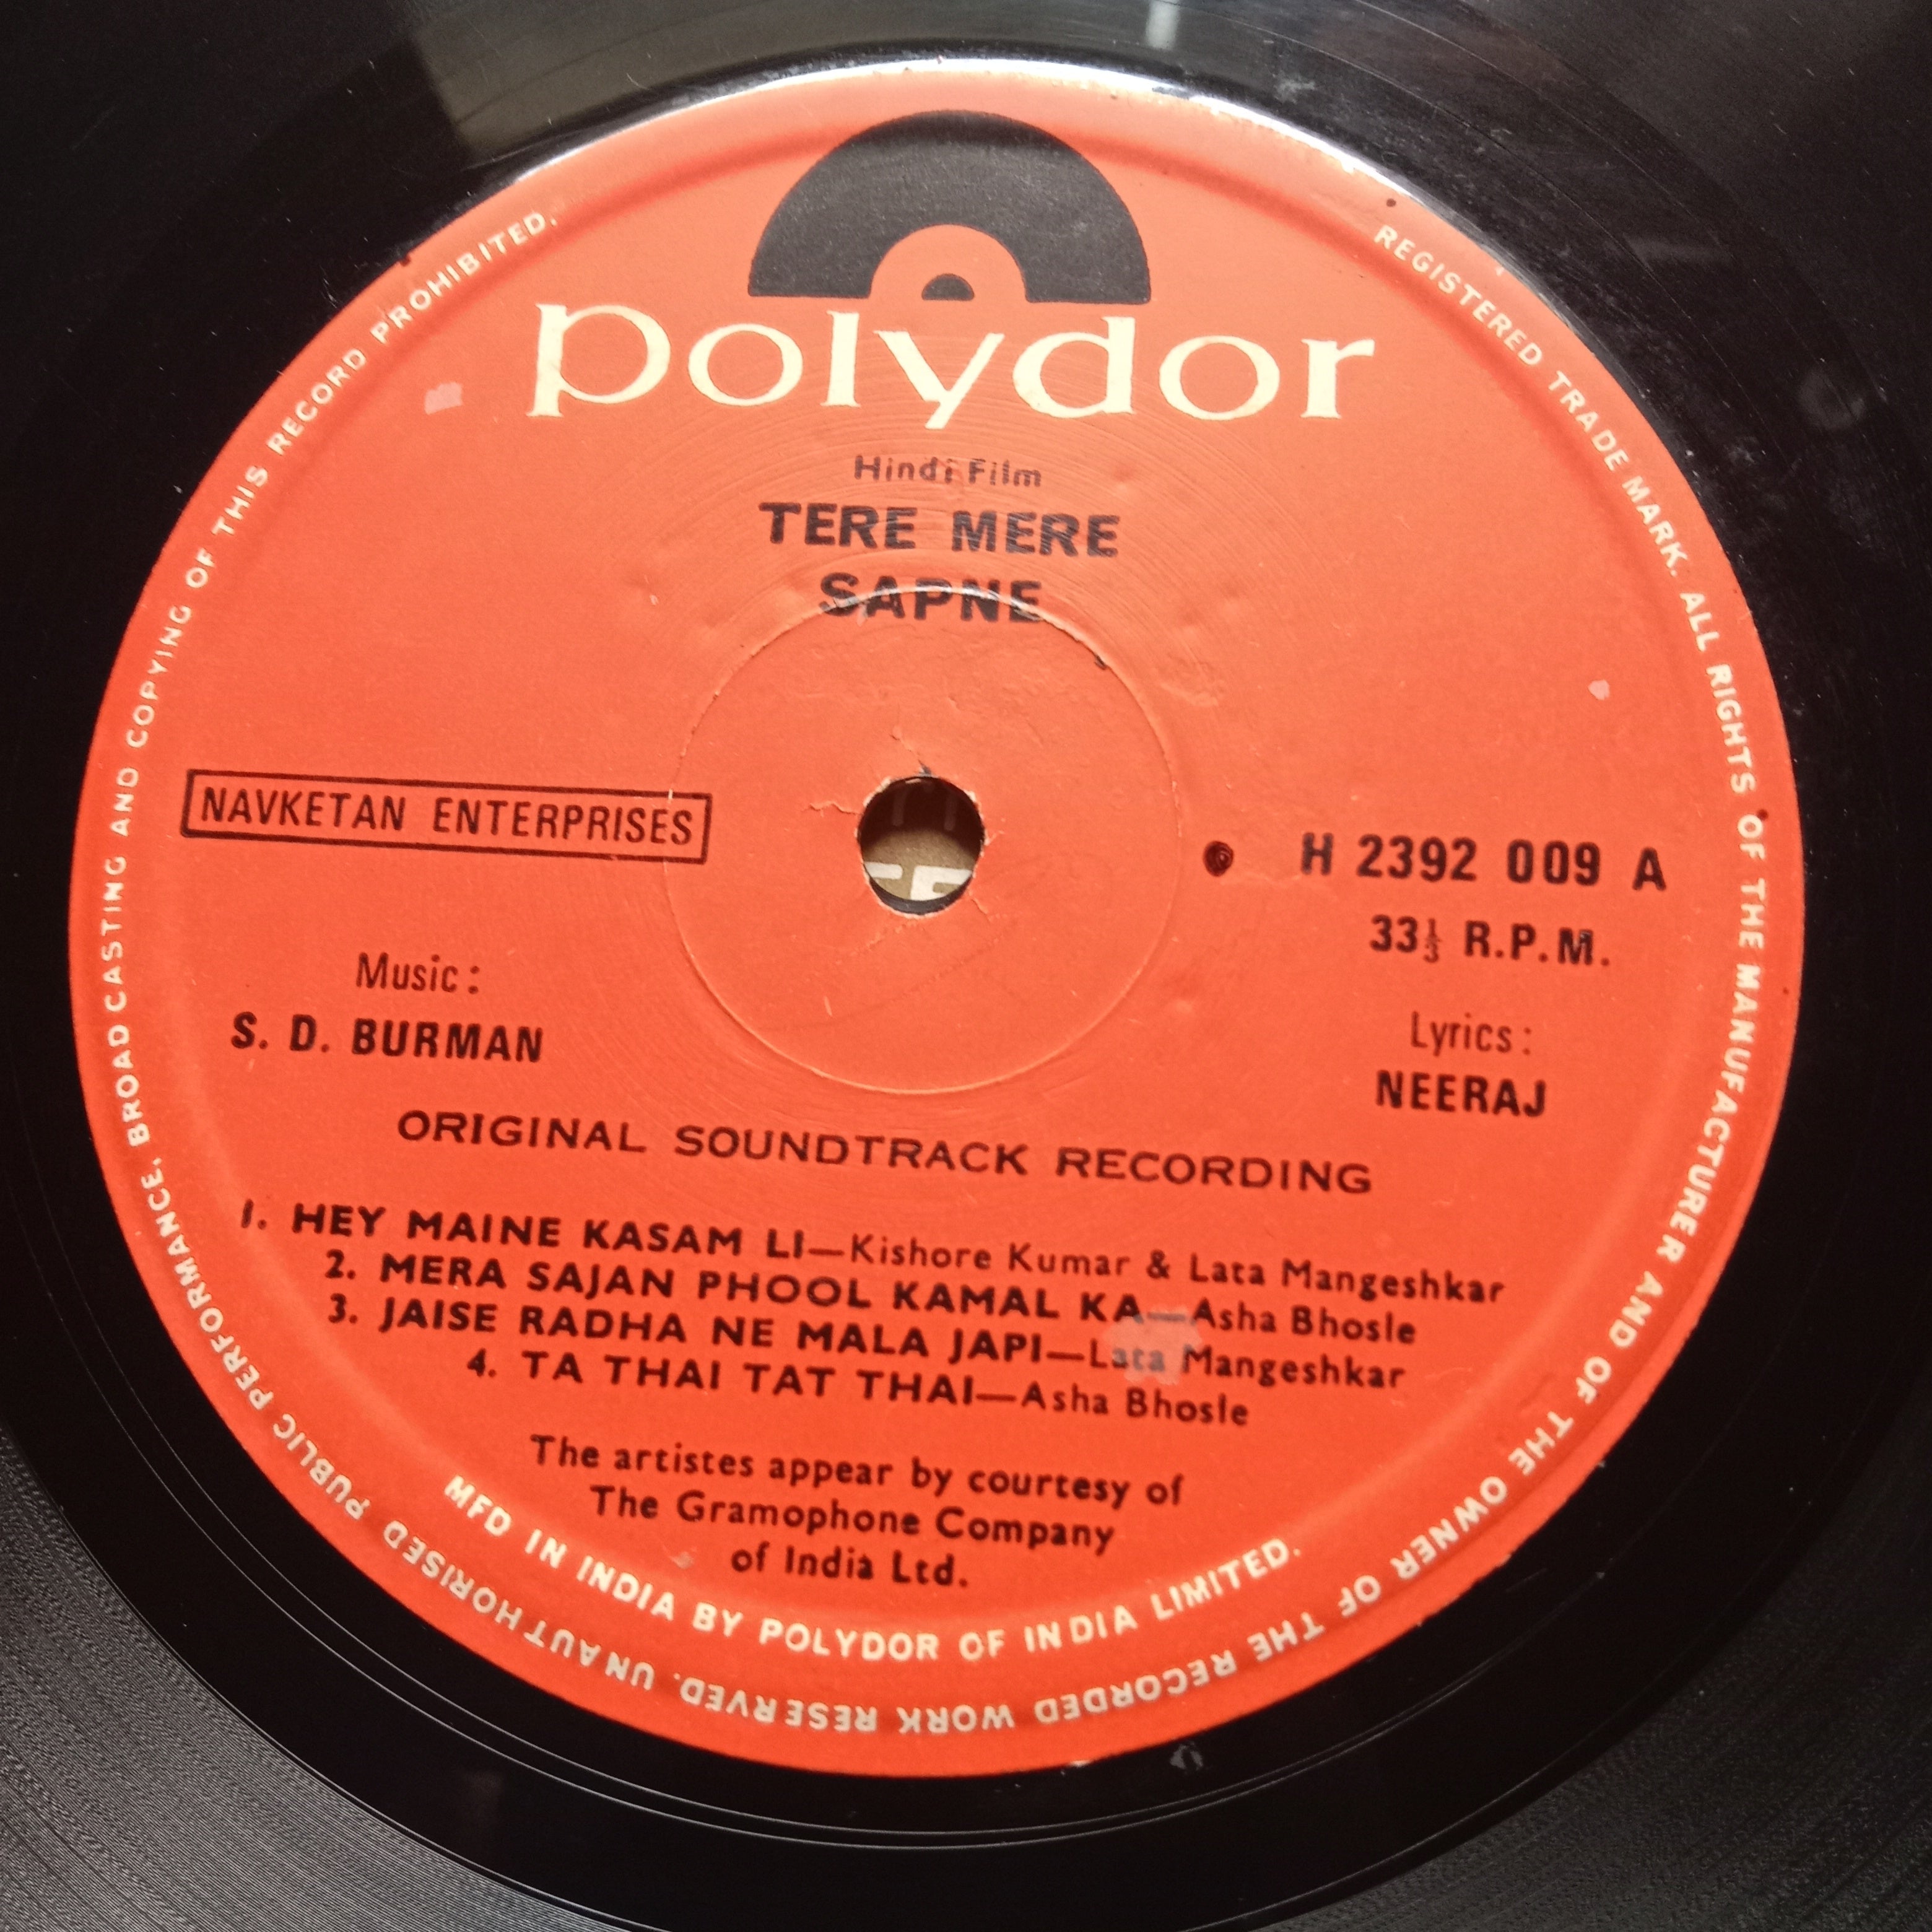 polydor
Hindi Film
TERE MERE
SAPNE
NAVKETAN ENTERPRISES
H 2392 009 A
33⅓ R.P.M.
Music :
S. D. BURMAN
Lyrics :
NEERAJ
ORIGINAL SOUNDTRACK RECORDING
1. HEY MAINE KASAM LI—Kishore Kumar & Lata Mangeshkar
2. MERA SAJAN PHOOL KAMAL KA—Asha Bhosle
3. JAISE RADHA NE MALA JAPI—Lata Mangeshkar
4. TA THAI TAT THAI—Asha Bhosle
The artistes appear by courtesy of
The Gramophone Company
of India Ltd.
MFD IN INDIA BY POLYDOR OF INDIA LIMITED.
REGISTERED TRADE MARK. ALL RIGHTS OF THE MANUFACTURER AND OF THE OWNER OF THE RECORDED WORK RESERVED. UNAUTHORISED PUBLIC PERFORMANCE, BROADCASTING AND COPYING OF THIS RECORD PROHIBITED.